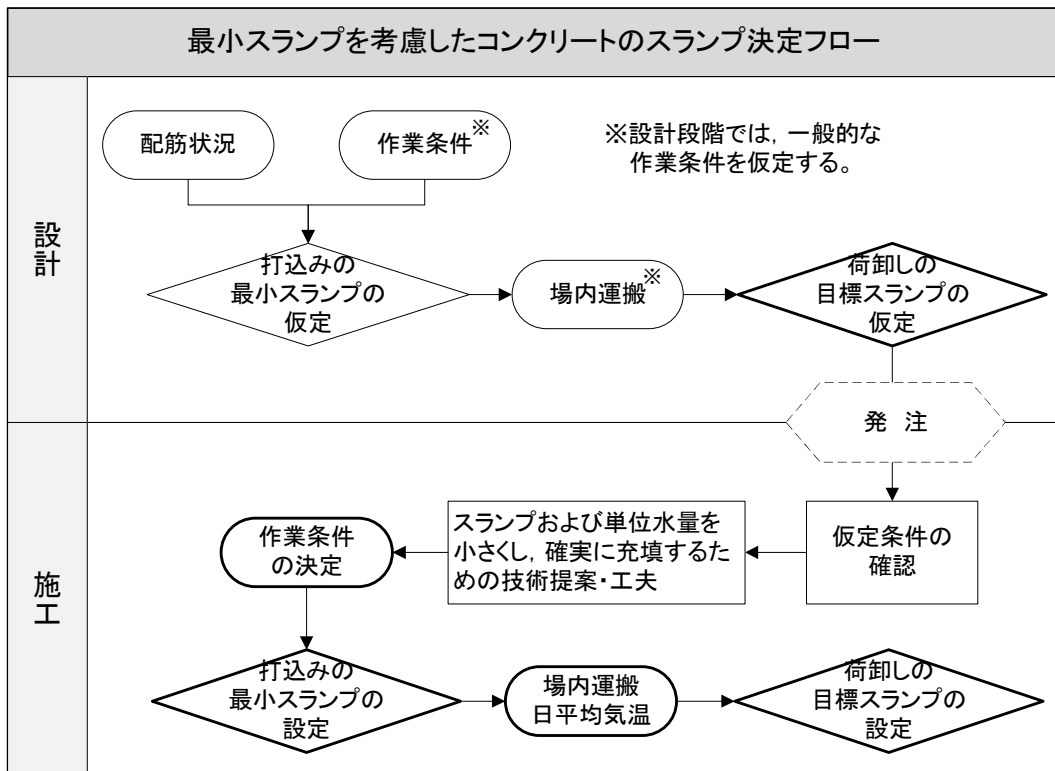 最小スランプを考慮したコンクリートのスランプ決定フロー
設計
配筋状況
作業条件※
※設計段階では，一般的な
作業条件を仮定する。
打込みの
最小スランプの
仮定
場内運搬※
荷卸しの
目標スランプの
仮定
発 注
施工
仮定条件の
確認
スランプおよび単位水量を
小さくし，確実に充填するた
めの技術提案・工夫
作業条件
の決定
打込みの
最小スランプの
設定
場内運搬
日平均気温
荷卸しの
目標スランプの
設定